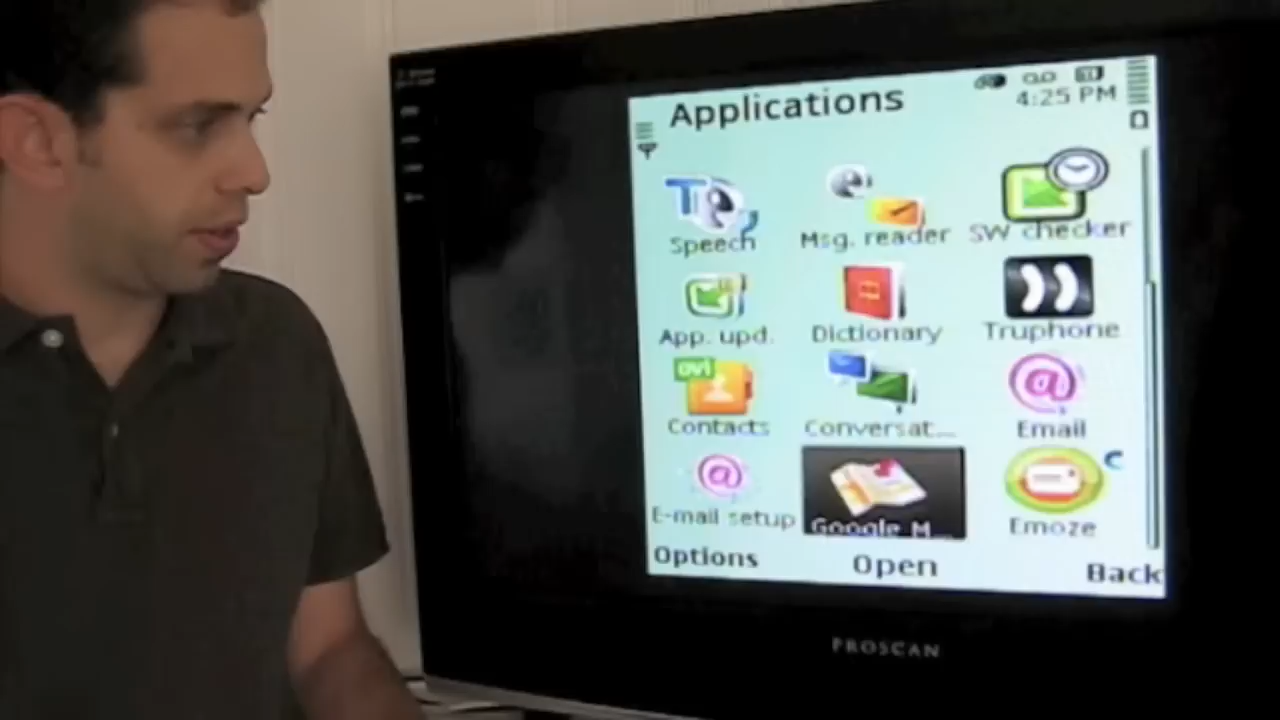 Applications
4:25 PM
Speech
Msg. reader
SW checker
App. upd.
Dictionary
Truphone
ovi
Contacts
Conversat...
Email
E-mail setup
Google M...
Emoze
Options
Open
Back
PROSCAN